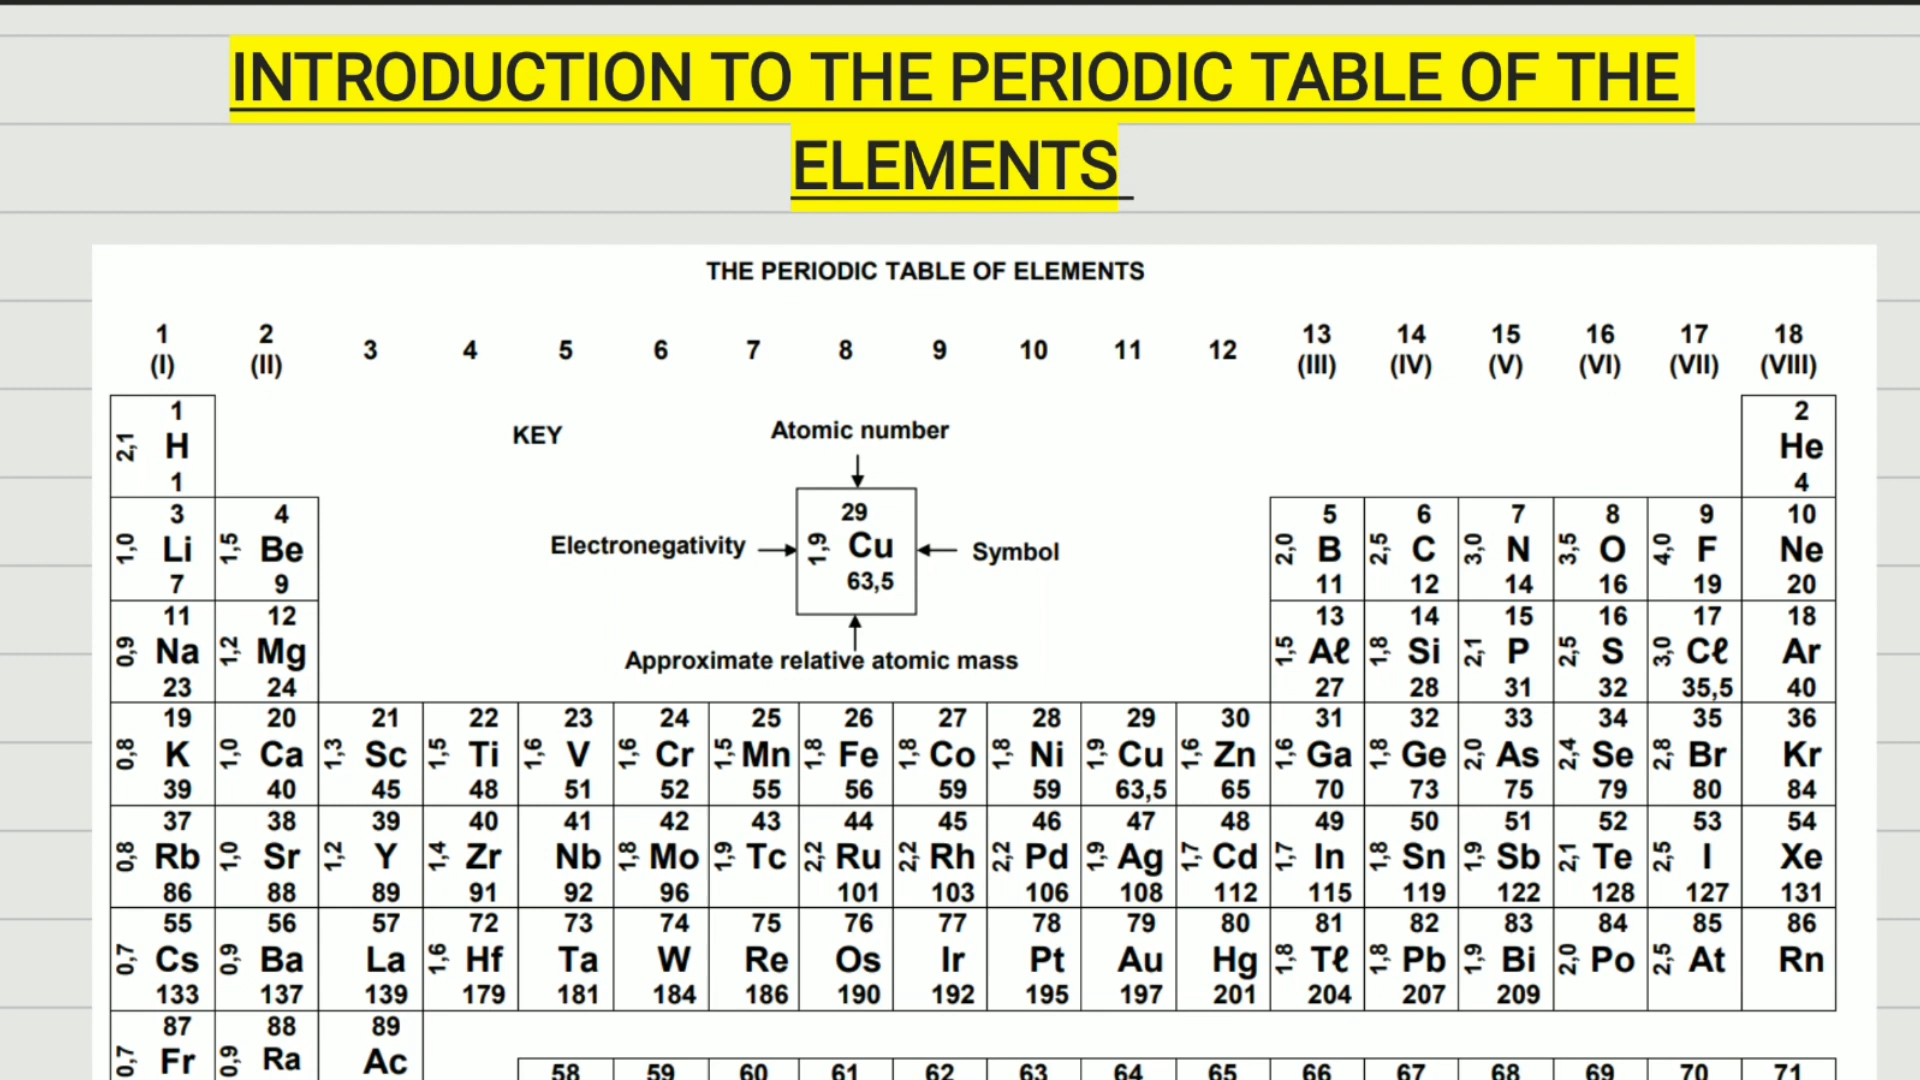 INTRODUCTION TO THE PERIODIC TABLE OF THE
ELEMENTS
THE PERIODIC TABLE OF ELEMENTS
1 2 3 4 5 6 7 8 9 10 11 12 13 14 15 16 17 18
(I) (II) (III) (IV) (V) (VI) (VII) (VIII)
KEY
Atomic number
29
Electronegativity 1,9 Cu Symbol
63,5
Approximate relative atomic mass
1 2
2,1 H He
1 4
3 4 5 6 7 8 9 10
1,0 Li 1,5 Be 2,0 B 2,5 C 3,0 N 3,5 O 4,0 F Ne
7 9 11 12 14 16 19 20
11 12 13 14 15 16 17 18
0,9 Na 1,2 Mg 1,5 Aℓ 1,8 Si 2,1 P 2,5 S 3,0 Cℓ Ar
23 24 27 28 31 32 35,5 40
19 20 21 22 23 24 25 26 27 28 29 30 31 32 33 34 35 36
0,8 K 1,0 Ca 1,3 Sc 1,5 Ti 1,6 V 1,6 Cr 1,5 Mn 1,8 Fe 1,8 Co 1,8 Ni 1,9 Cu 1,6 Zn 1,6 Ga 1,8 Ge 2,0 As 2,4 Se 2,8 Br Kr
39 40 45 48 51 52 55 56 59 59 63,5 65 70 73 75 79 80 84
37 38 39 40 41 42 43 44 45 46 47 48 49 50 51 52 53 54
0,8 Rb 1,0 Sr 1,2 Y 1,4 Zr Nb 1,8 Mo 1,9 Tc 2,2 Ru 2,2 Rh 2,2 Pd 1,9 Ag 1,7 Cd 1,7 In 1,8 Sn 1,9 Sb 2,1 Te 2,5 I Xe
86 88 89 91 92 96 101 103 106 108 112 115 119 122 128 127 131
55 56 57 72 73 74 75 76 77 78 79 80 81 82 83 84 85 86
0,7 Cs 0,9 Ba La 1,6 Hf Ta W Re Os Ir Pt Au Hg 1,8 Tℓ 1,8 Pb 1,9 Bi 2,0 Po 2,5 At Rn
133 137 139 179 181 184 186 190 192 195 197 201 204 207 209
87 88 89
0,7 Fr 0,9 Ra Ac
58 59 60 61 62 63 64 65 66 67 68 69 70 71